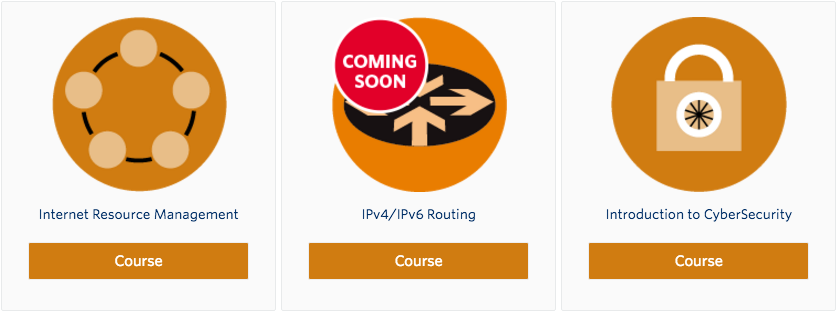 COMING
SOON
Internet Resource Management
IPv4/IPv6 Routing
Introduction to CyberSecurity
Course
Course
Course